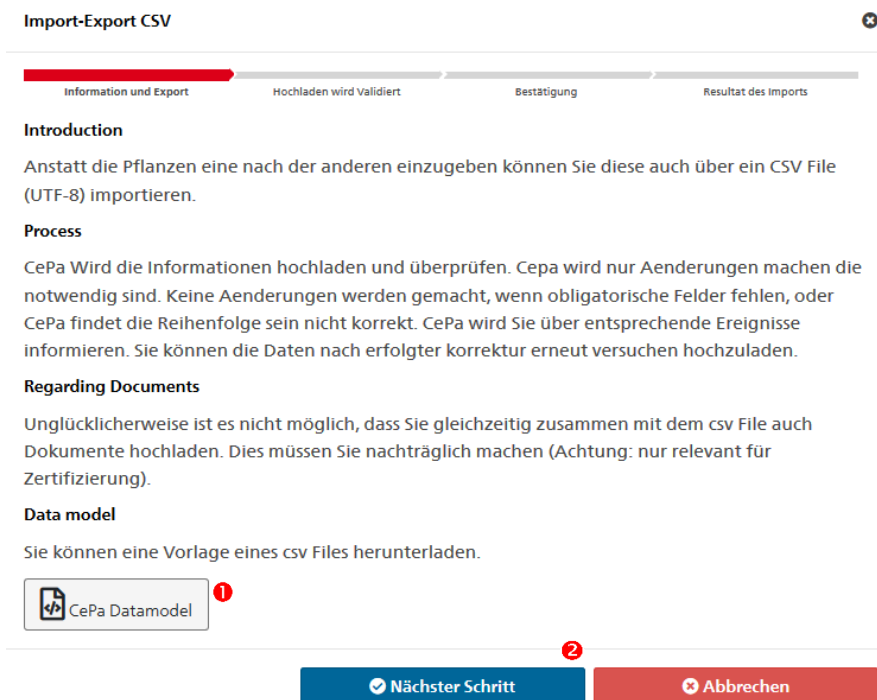 Import-Export CSV
Information und Export
Hochladen wird Validiert
Bestätigung
Resultat des Imports
Introduction
Anstatt die Pflanzen eine nach der anderen einzugeben können Sie diese auch über ein CSV File
(UTF-8) importieren.
Process
CePa Wird die Informationen hochladen und überprüfen. Cepa wird nur Aenderungen machen die
notwendig sind. Keine Aenderungen werden gemacht, wenn obligatorische Felder fehlen, oder
CePa findet die Reihenfolge sein nicht korrekt. CePa wird Sie über entsprechende Ereignisse
informieren. Sie können die Daten nach erfolgter korrektur erneut versuchen hochzuladen.
Regarding Documents
Unglücklicherweise ist es nicht möglich, dass Sie gleichzeitig zusammen mit dem csv File auch
Dokumente hochladen. Dies müssen Sie nachträglich machen (Achtung: nur relevant für
Zertifizierung).
Data model
Sie können eine Vorlage eines csv Files herunterladen.
CePa Datamodel
1
2
Nächster Schritt
Abbrechen